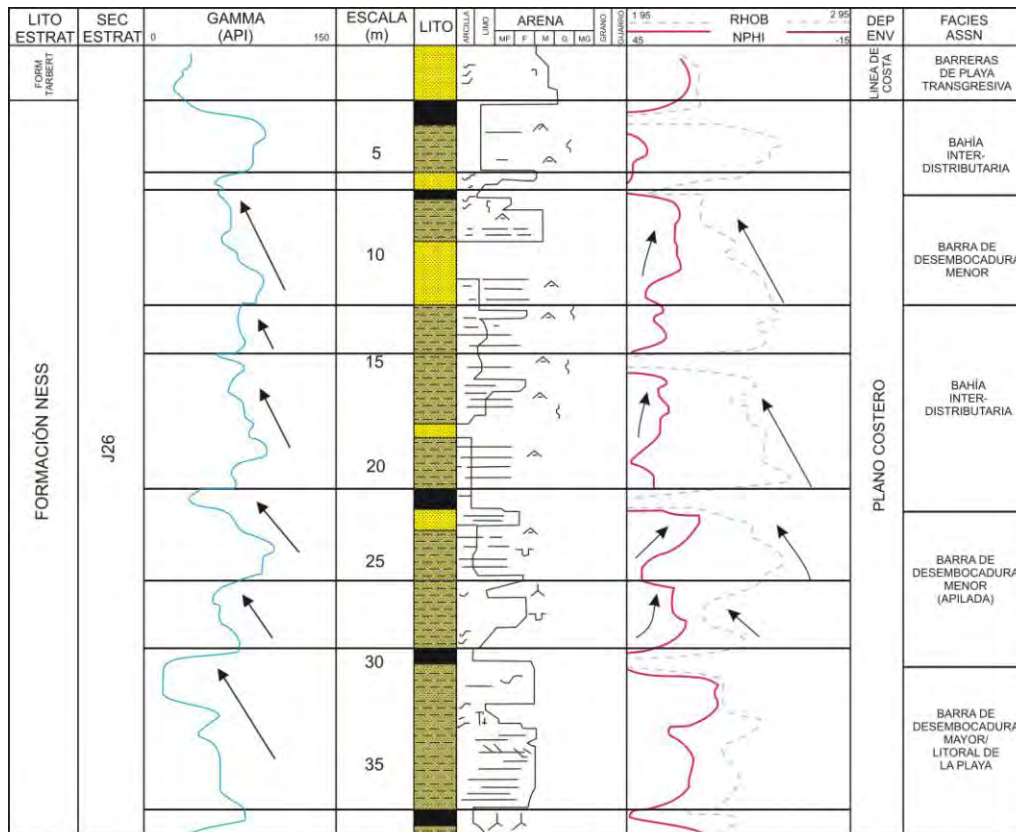 LITO
ESTRAT
SEC
ESTRAT
GAMMA
(API)
0
150
ESCALA
(m)
LITO
ARCILLA
LIMO
ARENA
MF
F
M
G
MG
GRANO
GUIARRO
1 95
RHOB
2 95
45
NPHI
-15
DEP
ENV
FACIES
ASSN
FORM
TARBERT
LINEA DE
COSTA
BARRERAS
DE PLAYA
TRANSGRESIVA
FORMACIÓN NESS
J26
5
10
15
20
25
30
35
PLANO COSTERO
BAHÍA
INTER-
DISTRIBUTARIA
BARRA DE
DESEMBOCADURA
MENOR
BAHÍA
INTER-
DISTRIBUTARIA
BARRA DE
DESEMBOCADURA
MENOR
(APILADA)
BARRA DE
DESEMBOCADURA
MAYOR/
LITORAL DE
LA PLAYA